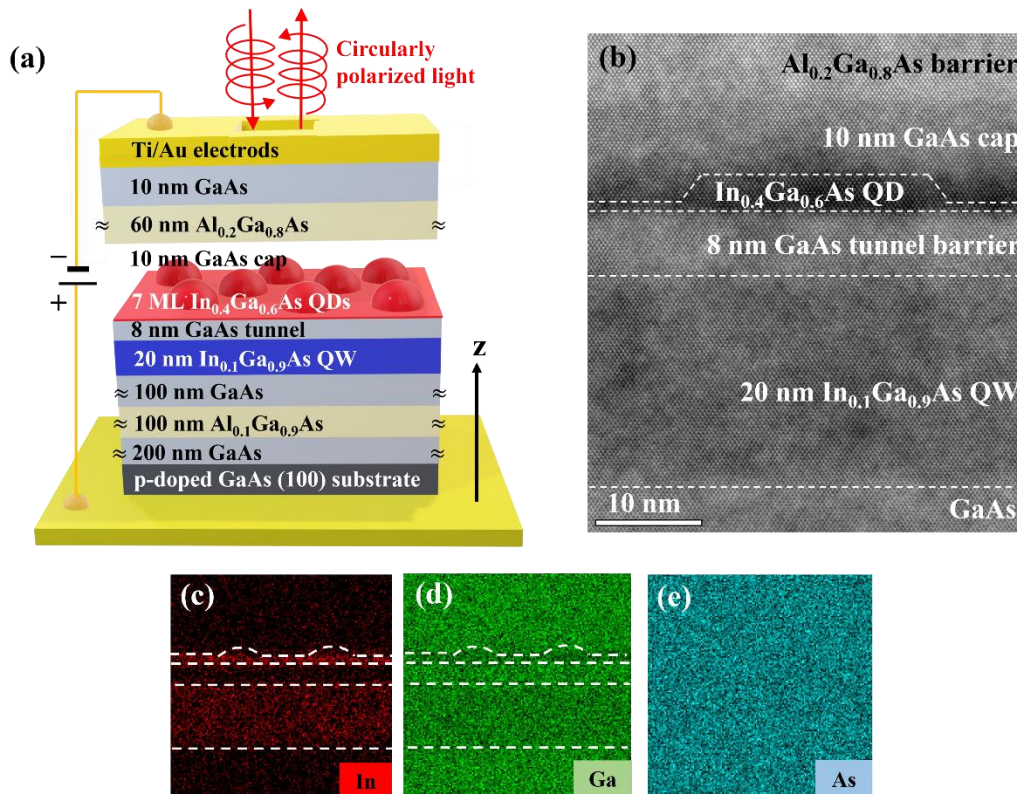 (a)
Circularly
polarized light
Ti/Au electrods
10 nm GaAs
≈ 60 nm Al₀.₂Ga₀.₈As ≈
10 nm GaAs cap
7 ML In₀.₄Ga₀.₆As QDs
8 nm GaAs tunnel
20 nm In₀.₁Ga₀.₉As QW
≈ 100 nm GaAs ≈
≈ 100 nm Al₀.₁Ga₀.₉As ≈
≈ 200 nm GaAs ≈
p-doped GaAs (100) substrate
−
+
z
(b)
Al₀.₂Ga₀.₈As barrier
10 nm GaAs cap
In₀.₄Ga₀.₆As QD
8 nm GaAs tunnel barrier
20 nm In₀.₁Ga₀.₉As QW
10 nm
GaAs
(c)
In
(d)
Ga
(e)
As